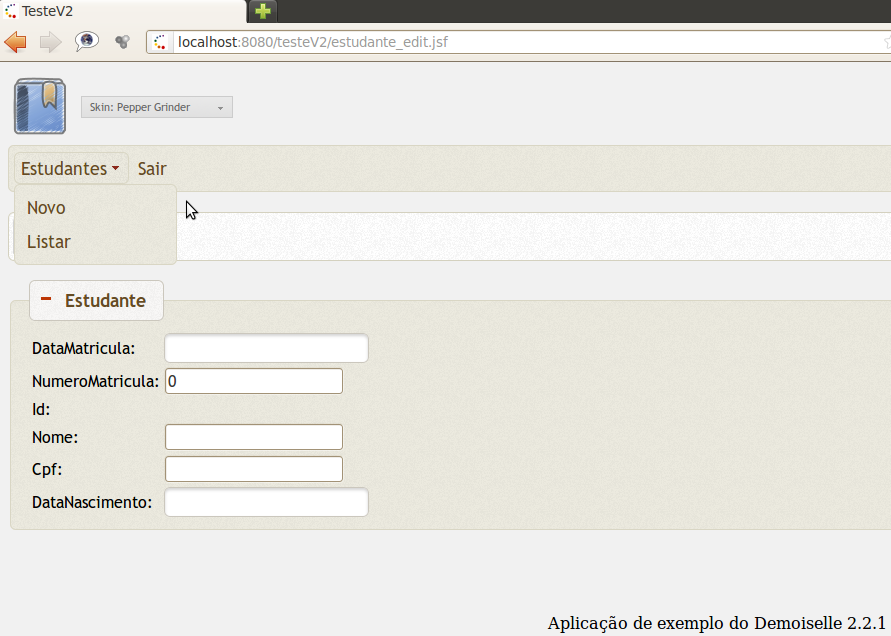 TesteV2
localhost:8080/testeV2/estudante_edit.jsf
Skin: Pepper Grinder
Estudantes Sair
Novo
Listar
Estudante
DataMatricula:
NumeroMatricula: 0
Id:
Nome:
Cpf:
DataNascimento:
Aplicação de exemplo do Demoiselle 2.2.1